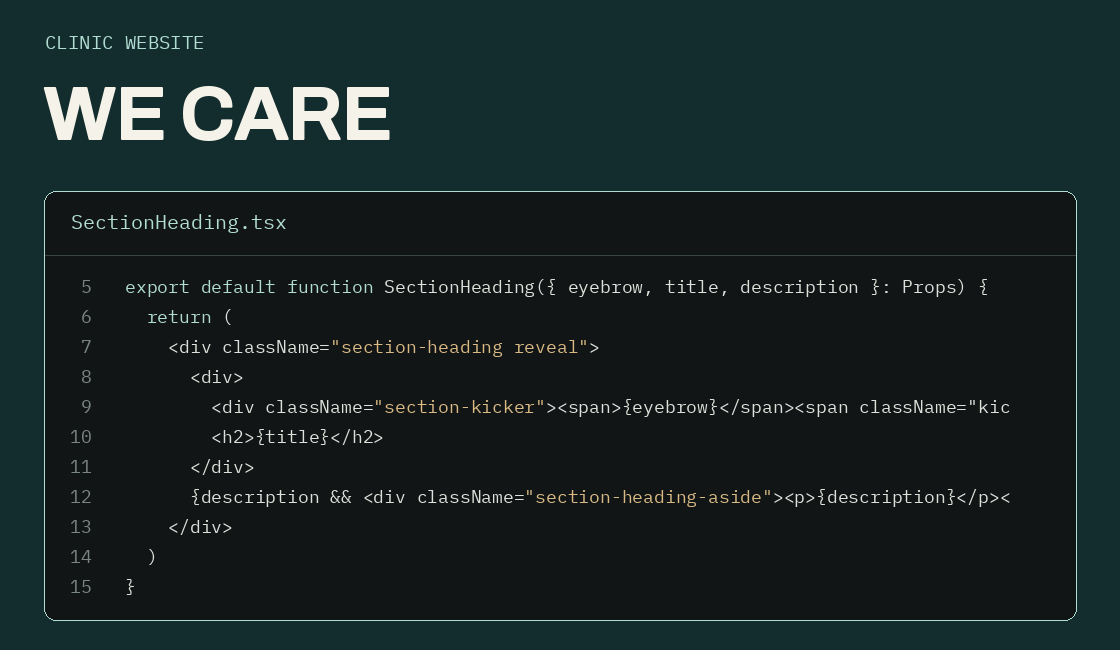 CLINIC WEBSITE
WE CARE
SectionHeading.tsx
5 export default function SectionHeading({ eyebrow, title, description }: Props) {
6 return (
7 <div className="section-heading reveal">
8 <div>
9 <div className="section-kicker"><span>{eyebrow}</span><span className="kic
10 <h2>{title}</h2>
11 </div>
12 {description && <div className="section-heading-aside"><p>{description}</p><
13 </div>
14 )
15 }